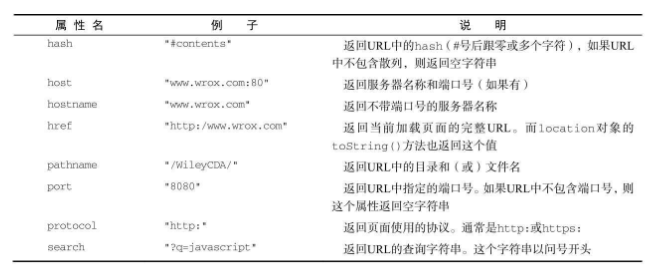 属性名 例子 说明
hash "#contents" 返回URL中的hash(#号后跟零或多个字符),如果URL
中不包含散列,则返回空字符串
host "www.wrox.com:80" 返回服务器名称和端口号(如果有)
hostname "www.wrox.com" 返回不带端口号的服务器名称
href "http:/www.wrox.com" 返回当前加载页面的完整URL。而location对象的
toString()方法也返回这个值
pathname "/WileyCDA/" 返回URL中的目录和(或)文件名
port "8080" 返回URL中指定的端口号。如果URL中不包含端口号,则
这个属性返回空字符串
protocol "http:" 返回页面使用的协议。通常是http:或https:
search "?q=javascript" 返回URL的查询字符串。这个字符串以问号开头